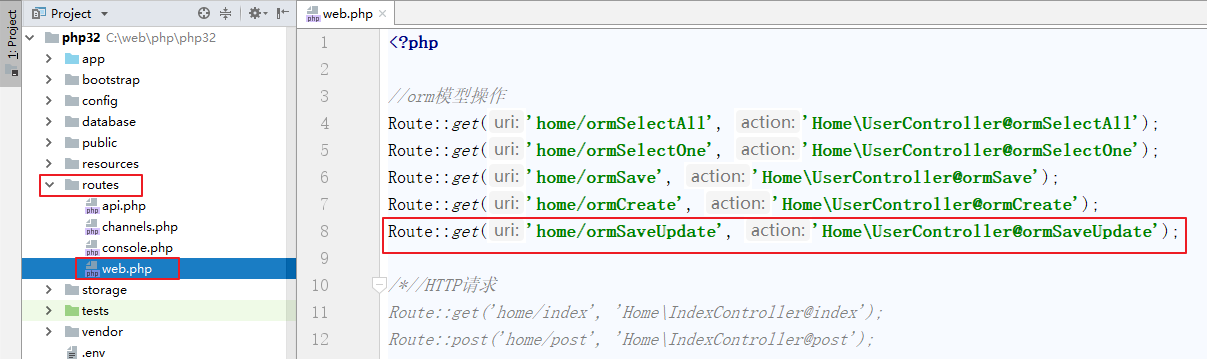 1: Project
Project
php32 C:\web\php\php32
app
bootstrap
config
database
public
resources
routes
php api.php
php channels.php
php console.php
php web.php
storage
tests
vendor
.env
php web.php
1 <?php
2
3 //orm模型操作
4 Route::get( uri: 'home/ormSelectAll', action: 'Home\UserController@ormSelectAll');
5 Route::get( uri: 'home/ormSelectOne', action: 'Home\UserController@ormSelectOne');
6 Route::get( uri: 'home/ormSave', action: 'Home\UserController@ormSave');
7 Route::get( uri: 'home/ormCreate', action: 'Home\UserController@ormCreate');
8 Route::get( uri: 'home/ormSaveUpdate', action: 'Home\UserController@ormSaveUpdate');
9
10 /*//HTTP请求
11 Route::get('home/index', 'Home\IndexController@index');
12 Route::post('home/post', 'Home\IndexController@post');